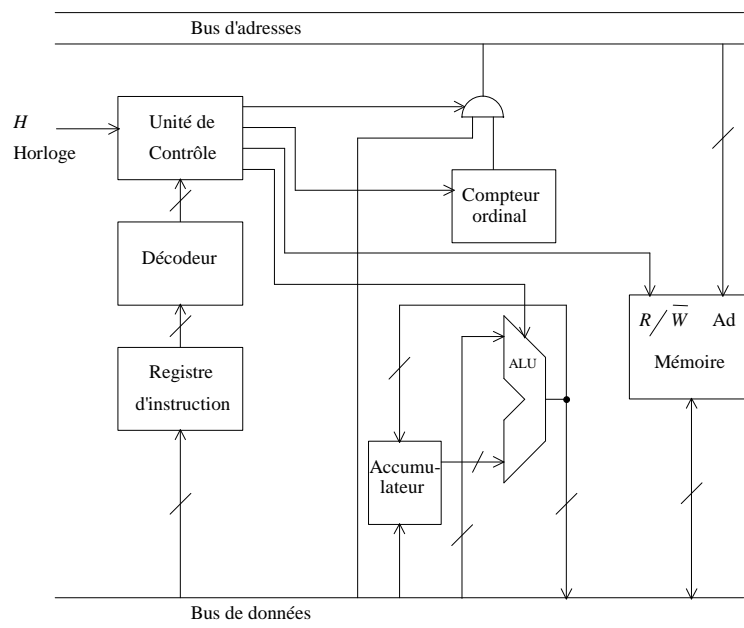 Bus d'adresses
H
Horloge
Unité de
Contrôle
Compteur
ordinal
Décodeur
R/W̅ Ad
Mémoire
ALU
Registre
d'instruction
Accumu-
lateur
Bus de données